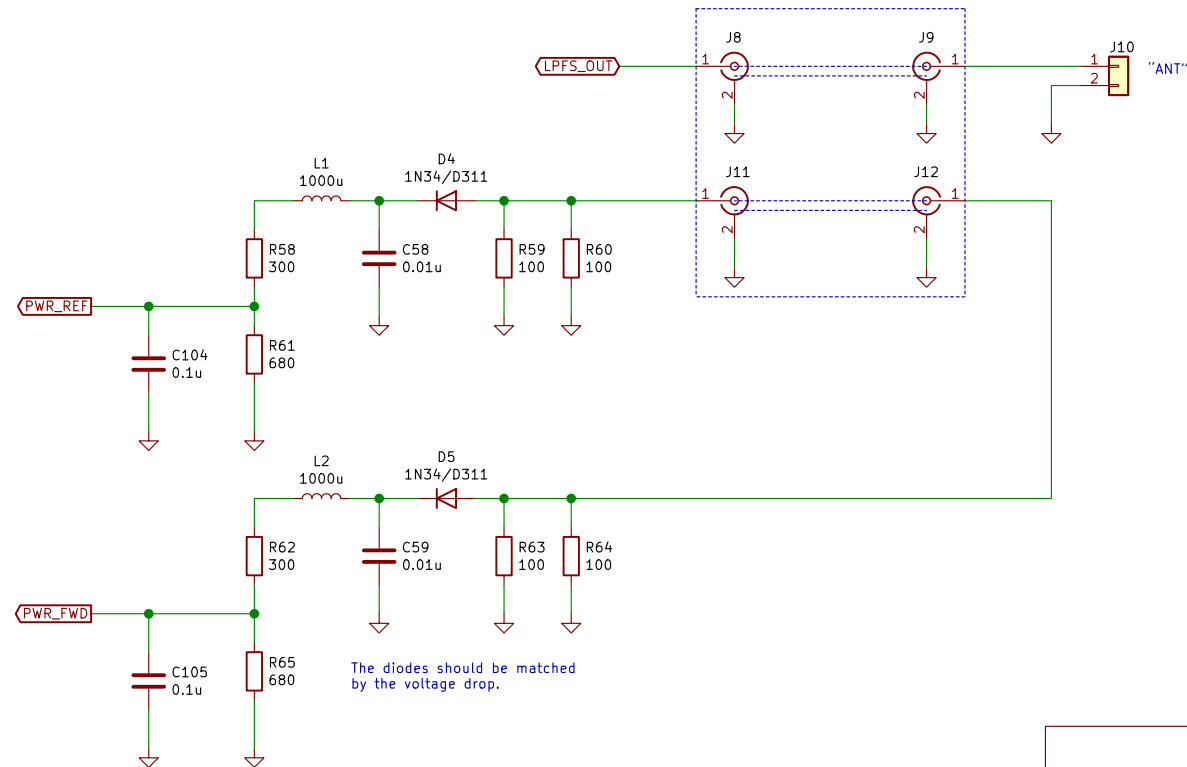 J8
J9
J10
LPFS_OUT
1
1
1
2
"ANT"
2
2
L1
1000u
D4
1N34/D311
J11
J12
1
1
2
2
R58
300
C58
0.01u
R59
100
R60
100
PWR_REF
C104
0.1u
R61
680
L2
1000u
D5
1N34/D311
R62
300
C59
0.01u
R63
100
R64
100
PWR_FWD
C105
0.1u
R65
680
The diodes should be matched
by the voltage drop.